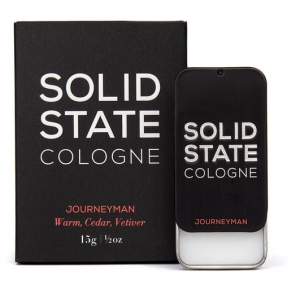 SOLID
STATE
COLOGNE
JOURNEYMAN
Warm, Cedar, Vetiver
15g | ½oz
SOLID
STATE
COLOGNE
JOURNEYMAN